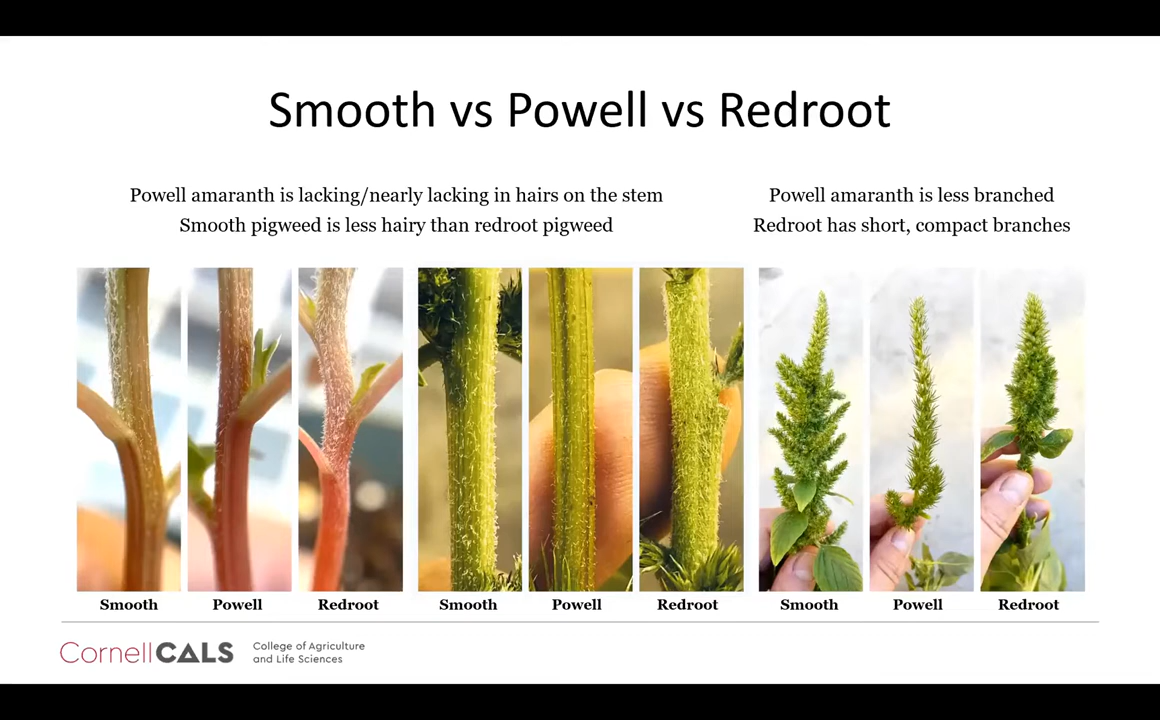 Smooth vs Powell vs Redroot
Powell amaranth is lacking/nearly lacking in hairs on the stem
Smooth pigweed is less hairy than redroot pigweed
Powell amaranth is less branched
Redroot has short, compact branches
Smooth Powell Redroot
Smooth Powell Redroot
Smooth Powell Redroot
CornellCALS
College of Agriculture
and Life Sciences